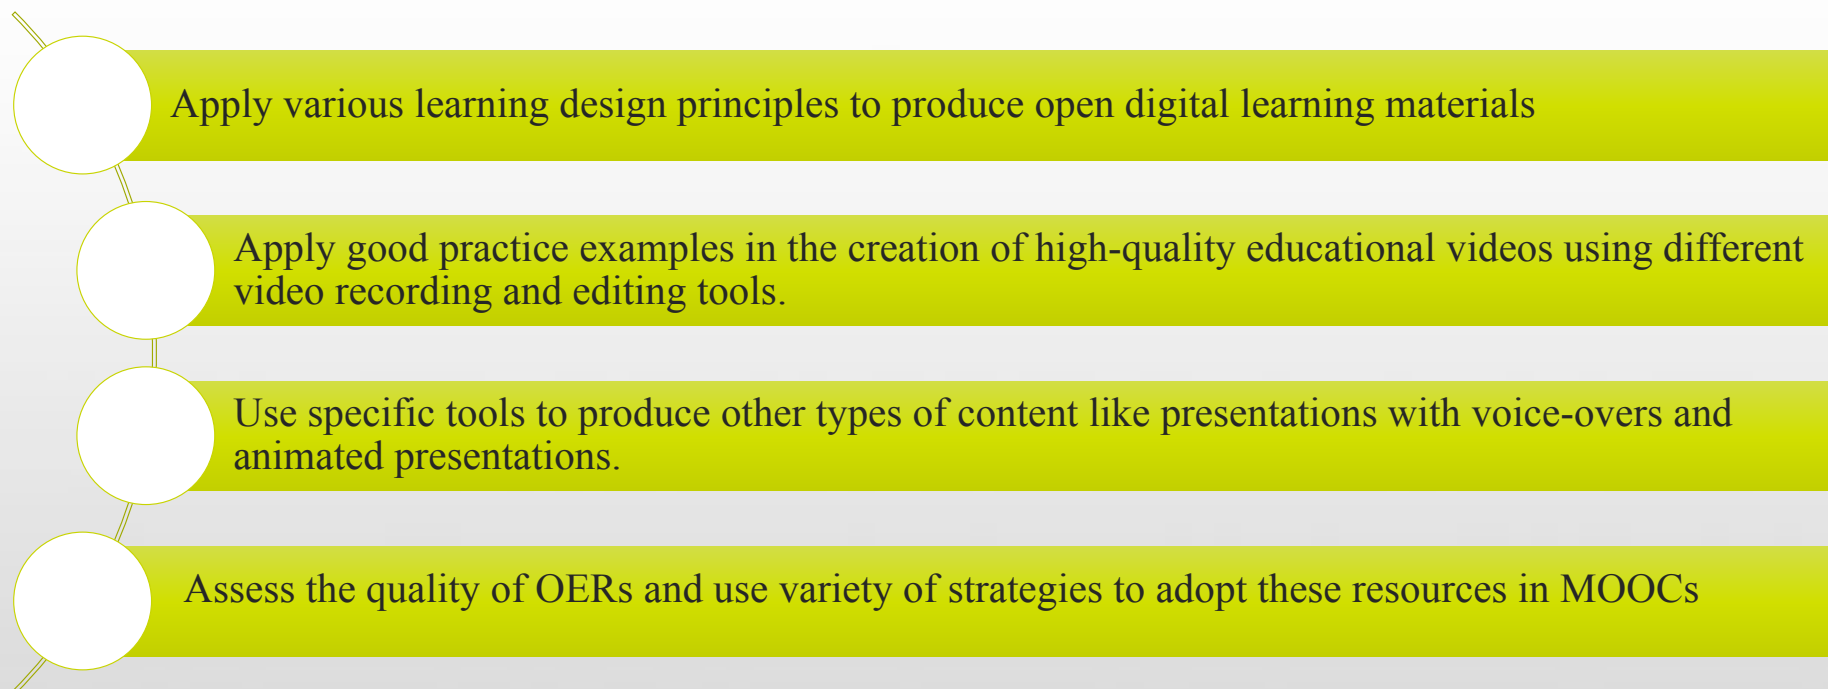 Apply various learning design principles to produce open digital learning materials
Apply good practice examples in the creation of high-quality educational videos using different
video recording and editing tools.
Use specific tools to produce other types of content like presentations with voice-overs and
animated presentations.
Assess the quality of OERs and use variety of strategies to adopt these resources in MOOCs